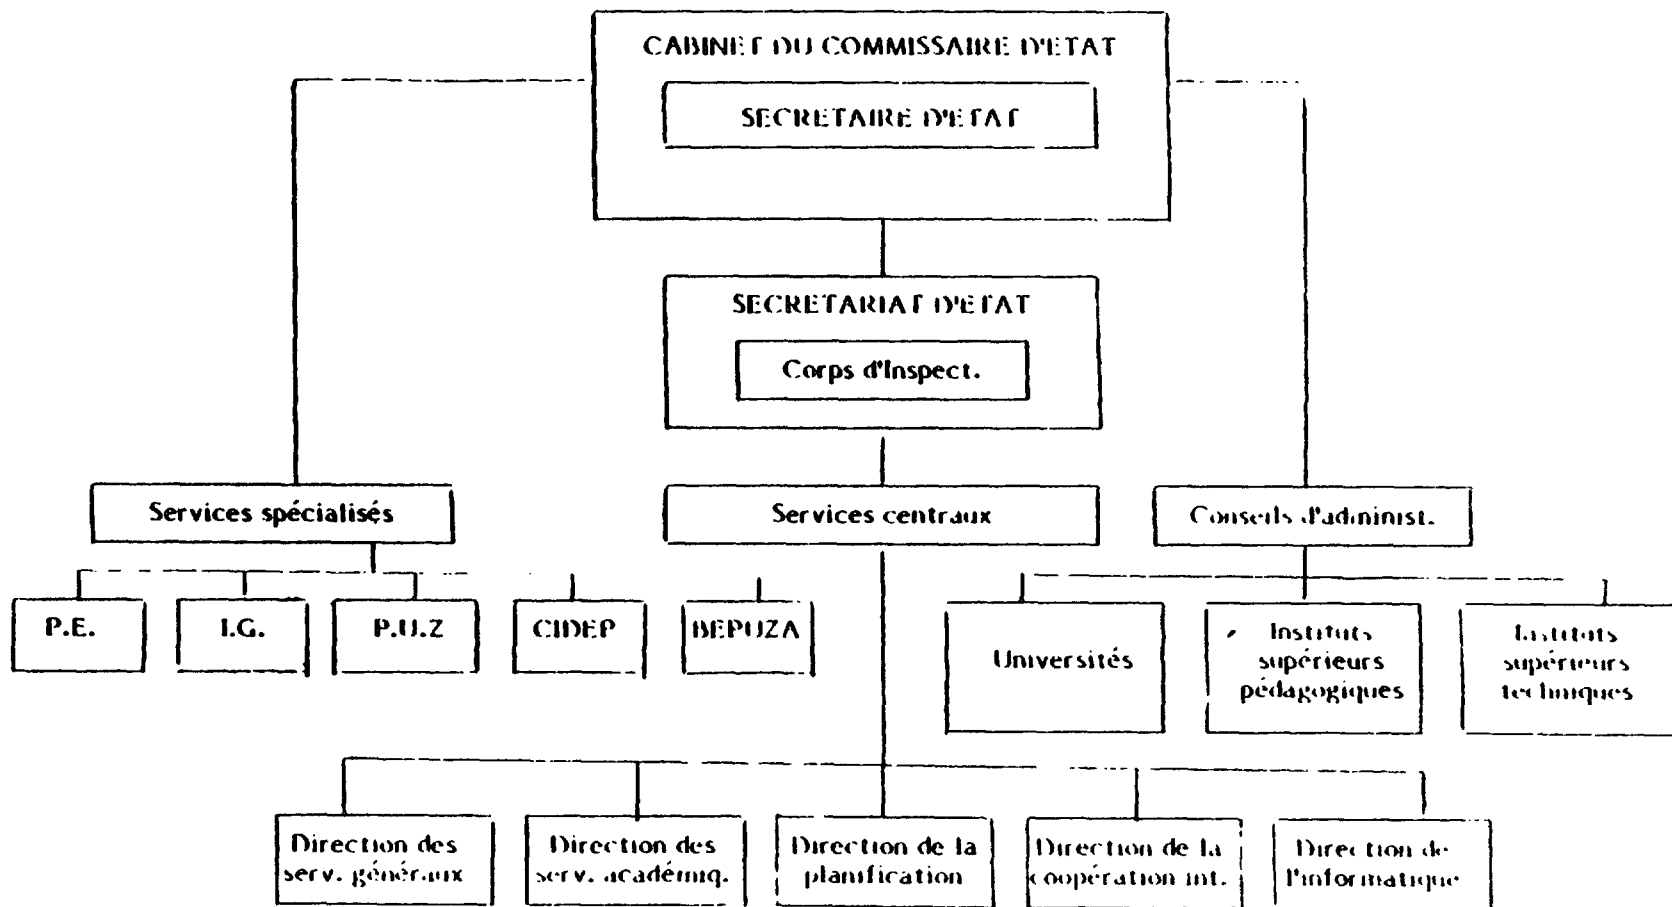 CABINET DU COMMISSAIRE D'ETAT
SECRETAIRE D'ETAT
SECRETARIAT D'ETAT
Corps d'Inspect.
Services spécialisés
Services centraux
Conseils d'administ.
P.E.
I.G.
P.U.Z
CIDEP
BEPUZA
Universités
Instituts
supérieurs
pédagogiques
Instituts
supérieurs
techniques
Direction des
serv. généraux
Direction des
serv. académiq.
Direction de la
planification
Direction de la
coopération int.
Direction de
l'informatique